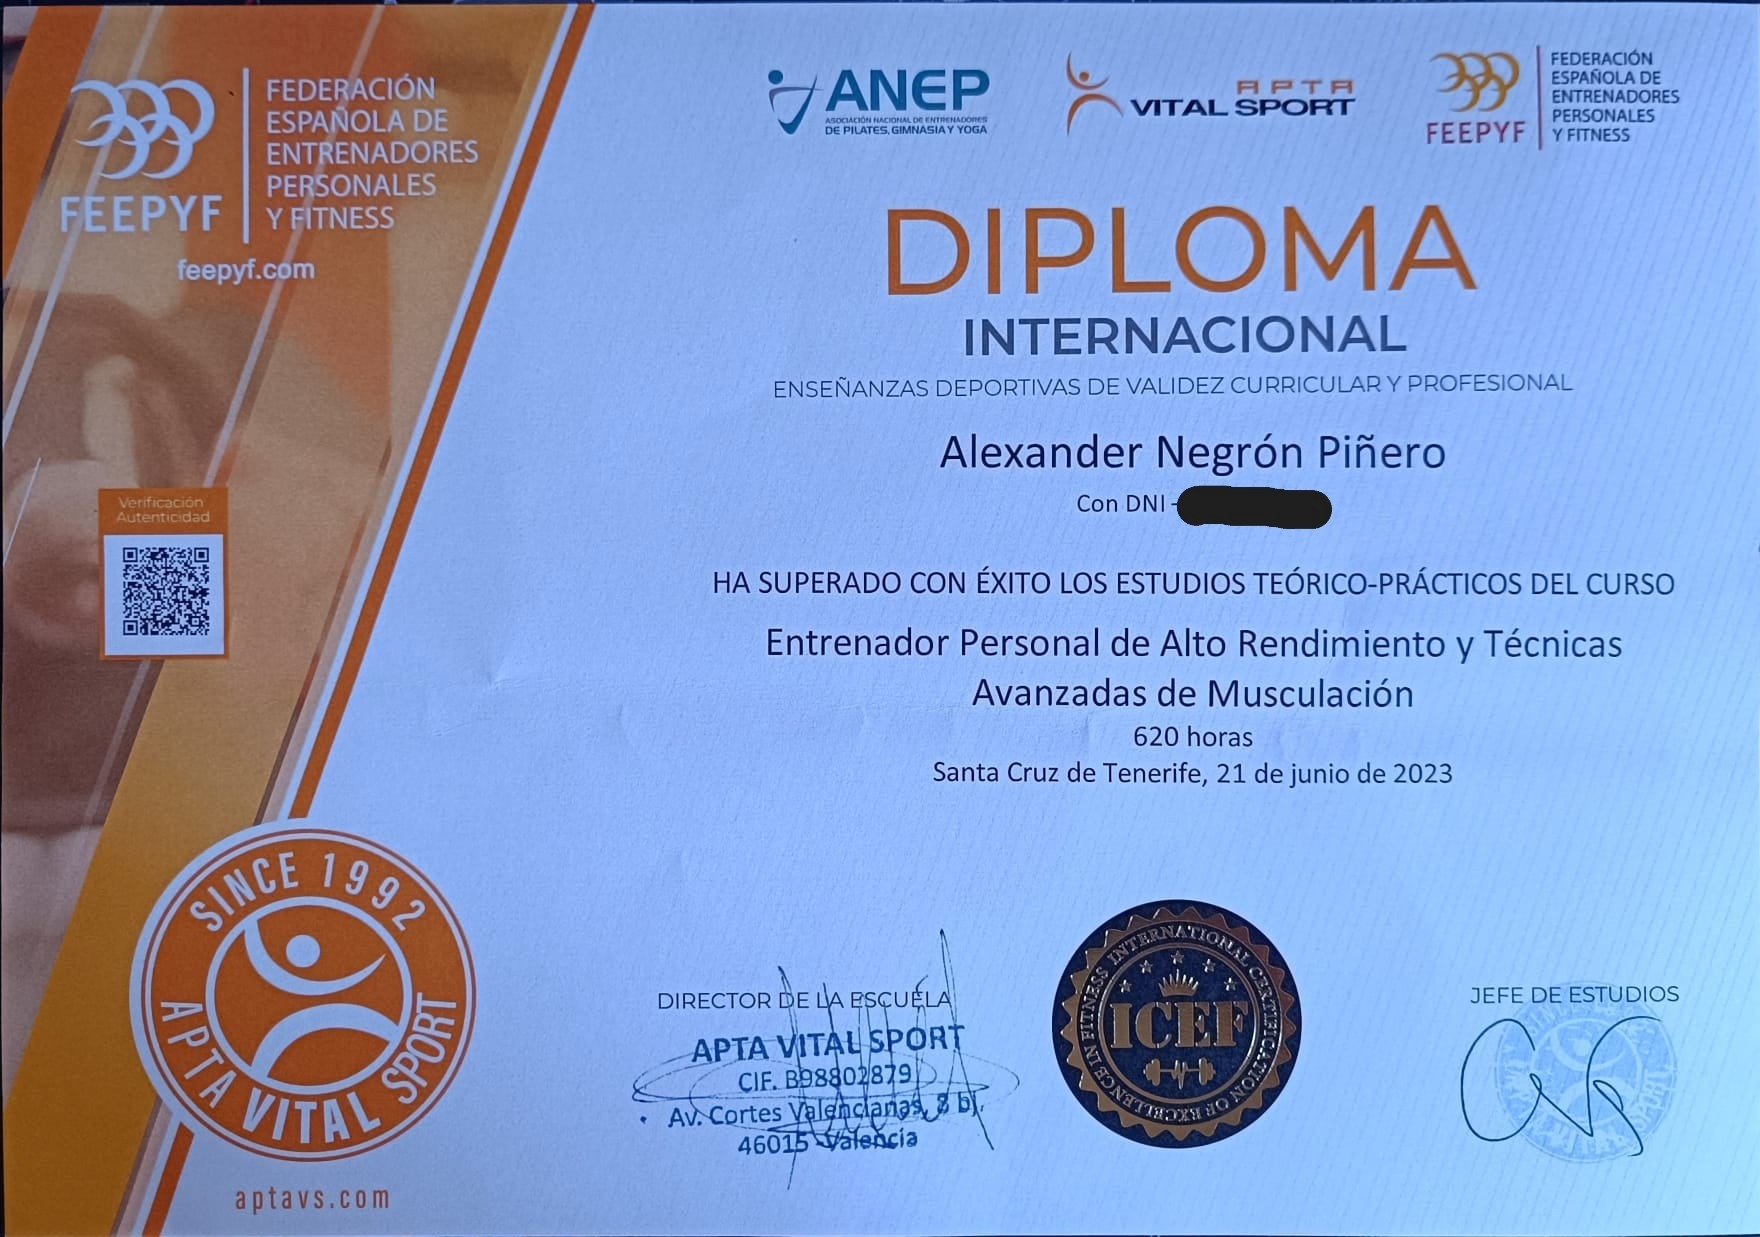 FEEPYF
FEDERACIÓN
ESPAÑOLA DE
ENTRENADORES
PERSONALES
Y FITNESS
feepyf.com
ANEP
ASOCIACIÓN NACIONAL DE ENTRENADORES
DE PILATES, GIMNASIA Y YOGA
APTA
VITAL SPORT
FEEPYF
FEDERACIÓN
ESPAÑOLA DE
ENTRENADORES
PERSONALES
Y FITNESS
DIPLOMA
INTERNACIONAL
ENSEÑANZAS DEPORTIVAS DE VALIDEZ CURRICULAR Y PROFESIONAL
Alexander Negrón Piñero
Con DNI -
Verificación
Autenticidad
HA SUPERADO CON ÉXITO LOS ESTUDIOS TEÓRICO-PRÁCTICOS DEL CURSO
Entrenador Personal de Alto Rendimiento y Técnicas
Avanzadas de Musculación
620 horas
Santa Cruz de Tenerife, 21 de junio de 2023
SINCE 1992
APTA VITAL SPORT
aptavs.com
DIRECTOR DE LA ESCUELA
APTA VITAL SPORT
CIF. B98802879
Av. Cortes Valencianas, 8 bj.
46015 -Valencia
INTERNATIONAL CERTIFICATION OF EXCELLENCE IN FITNESS
ICEF
JEFE DE ESTUDIOS